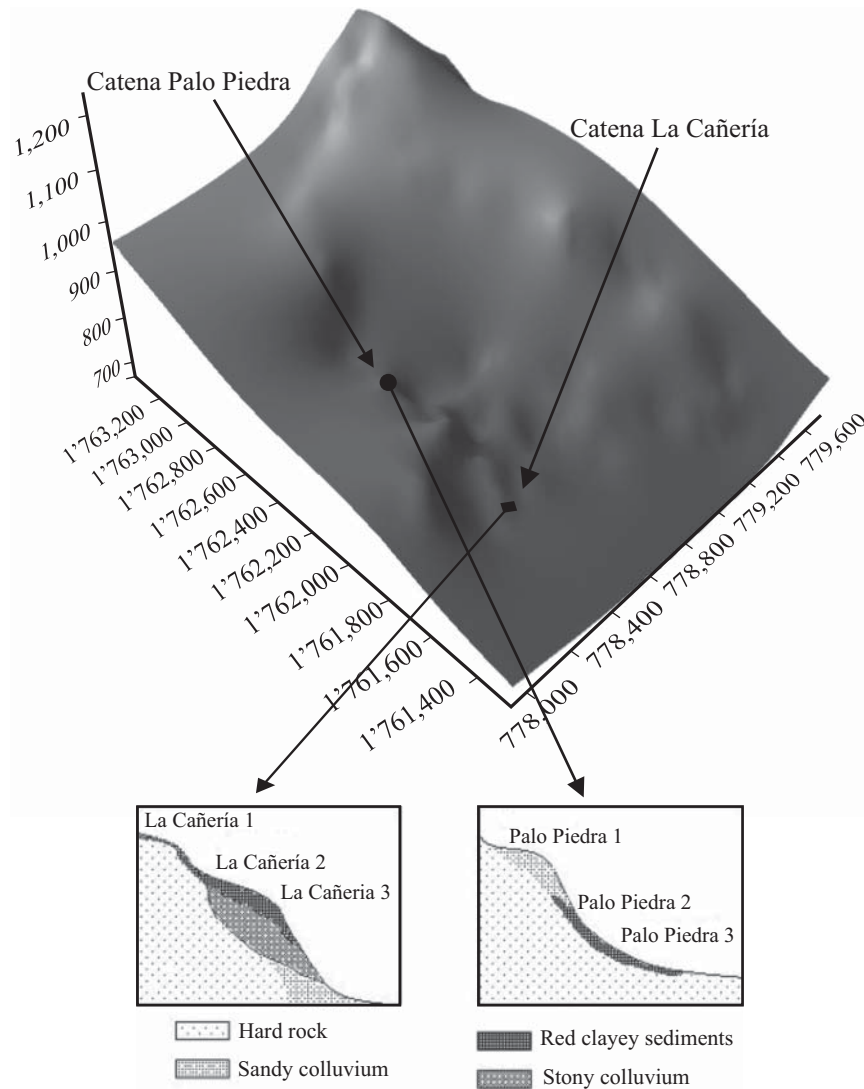 Catena Palo Piedra
Catena La Cañería
1,200
1,100
1,000
900
800
700
1’763,200
1’763,000
1’762,800
1’762,600
1’762,400
1’762,200
1’762,000
1’761,800
1’761,600
1’761,400
778,000
778,400
778,800
779,200
779,600
La Cañería 1
La Cañería 2
La Cañeria 3
Palo Piedra 1
Palo Piedra 2
Palo Piedra 3
Hard rock
Sandy colluvium
Red clayey sediments
Stony colluvium